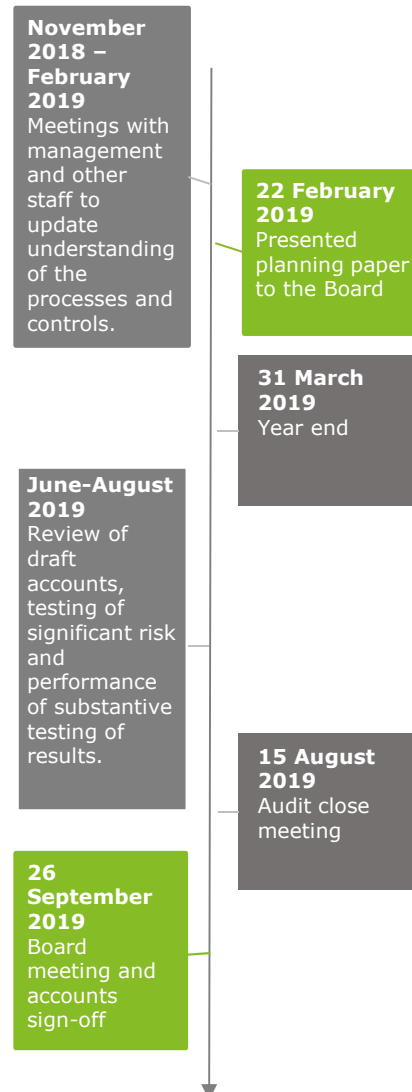 November
2018 –
February
2019
Meetings with
management
and other
staff to
update
understanding
of the
processes and
controls.
22 February
2019
Presented
planning paper
to the Board
31 March
2019
Year end
June-August
2019
Review of
draft
accounts,
testing of
significant risk
and
performance
of substantive
testing of
results.
15 August
2019
Audit close
meeting
26
September
2019
Board
meeting and
accounts
sign-off